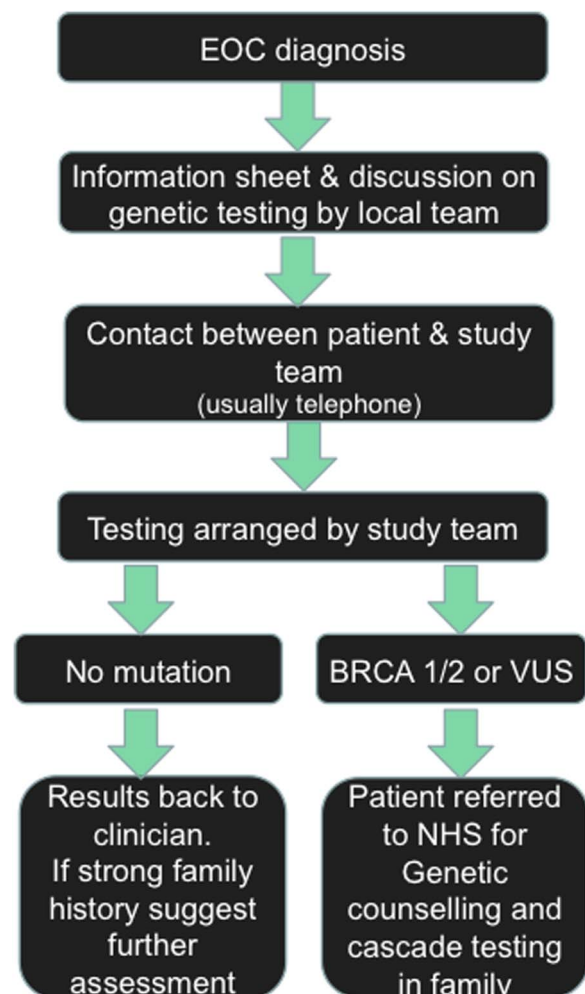 EOC diagnosis
Information sheet & discussion on
genetic testing by local team
Contact between patient & study
team
(usually telephone)
Testing arranged by study team
No mutation
BRCA 1/2 or VUS
Results back to
clinician.
If strong family
history suggest
further
assessment
Patient referred
to NHS for
Genetic
counselling and
cascade testing
in family